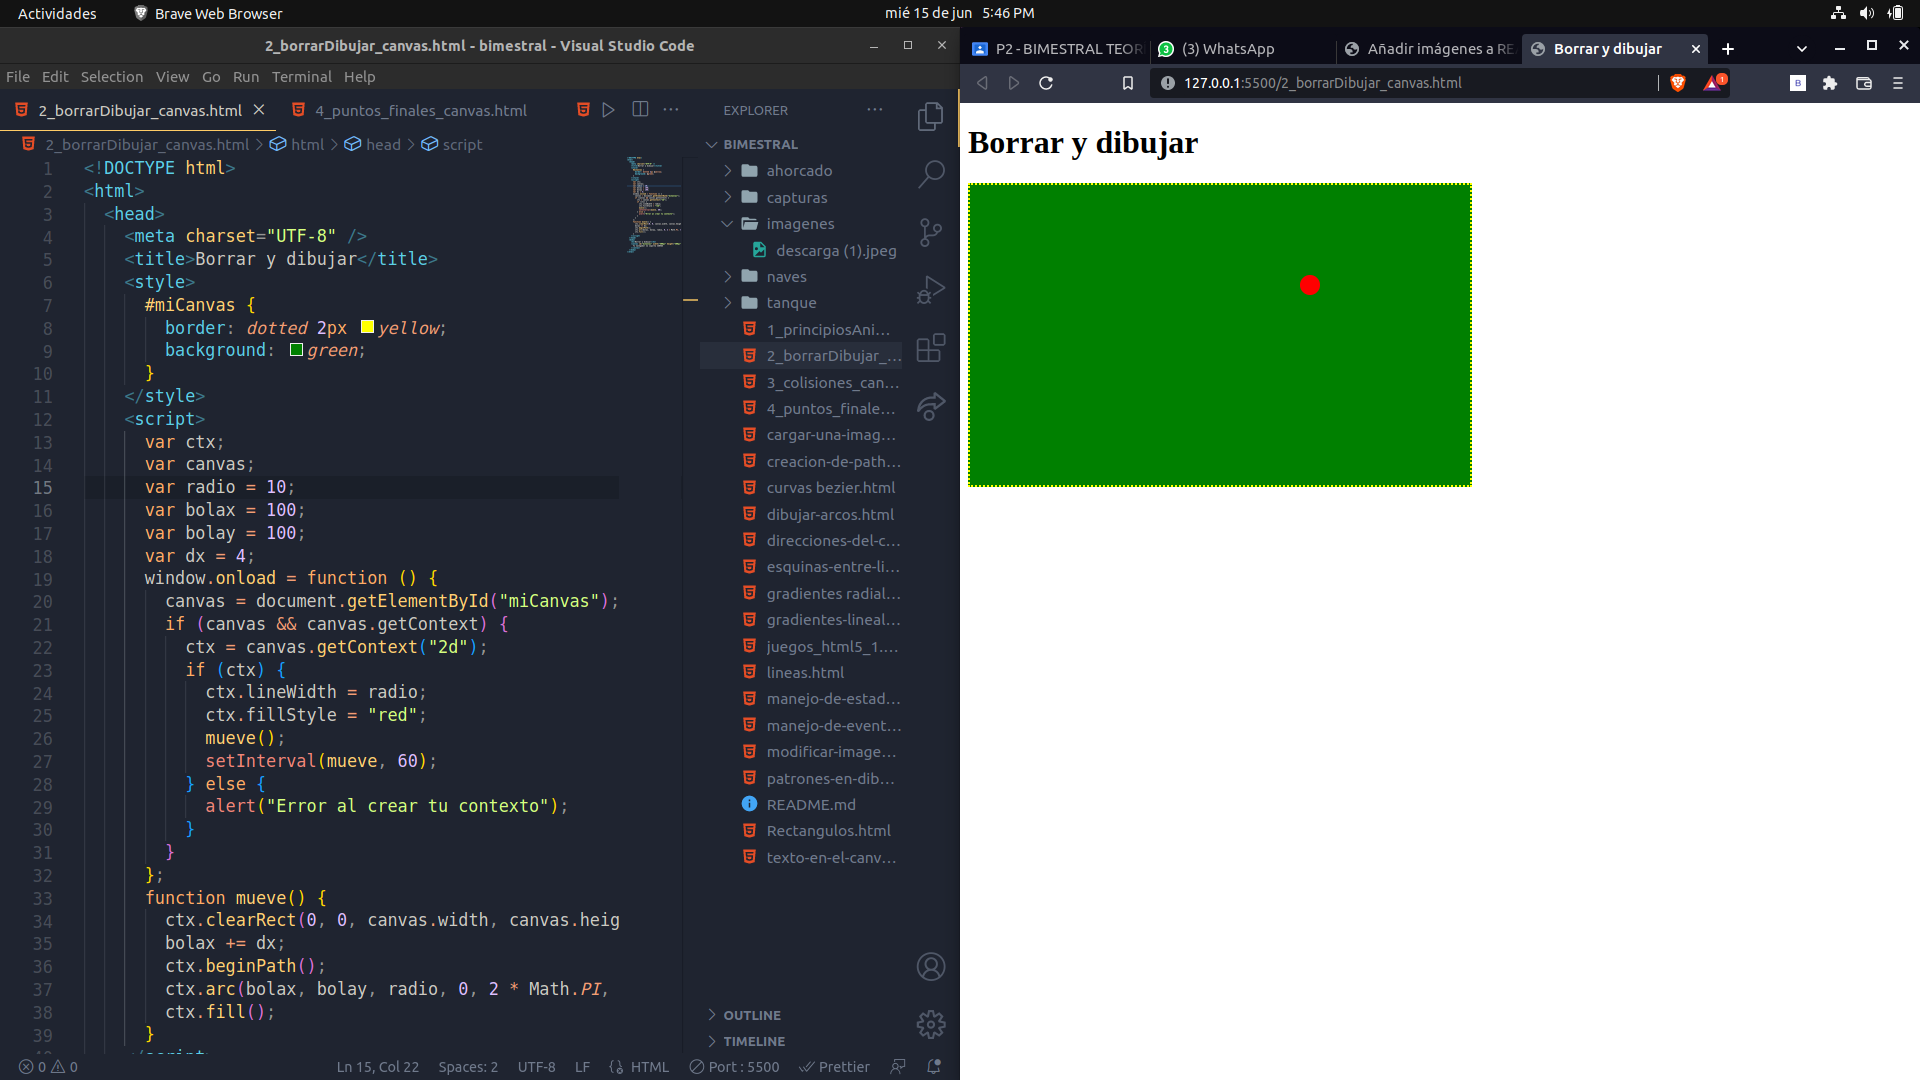 Actividades
Brave Web Browser
mié 15 de jun 5:46 PM
2_borrarDibujar_canvas.html - bimestral - Visual Studio Code
File Edit Selection View Go Run Terminal Help
2_borrarDibujar_canvas.html
4_puntos_finales_canvas.html
2_borrarDibujar_canvas.html > html > head > script
1 <!DOCTYPE html>
2 <html>
3 <head>
4 <meta charset="UTF-8" />
5 <title>Borrar y dibujar</title>
6 <style>
7 #miCanvas {
8 border: dotted 2px yellow;
9 background: green;
10 }
11 </style>
12 <script>
13 var ctx;
14 var canvas;
15 var radio = 10;
16 var bolax = 100;
17 var bolay = 100;
18 var dx = 4;
19 window.onload = function () {
20 canvas = document.getElementById("miCanvas");
21 if (canvas && canvas.getContext) {
22 ctx = canvas.getContext("2d");
23 if (ctx) {
24 ctx.lineWidth = radio;
25 ctx.fillStyle = "red";
26 mueve();
27 setInterval(mueve, 60);
28 } else {
29 alert("Error al crear tu contexto");
30 }
31 }
32 };
33 function mueve() {
34 ctx.clearRect(0, 0, canvas.width, canvas.heig
35 bolax += dx;
36 ctx.beginPath();
37 ctx.arc(bolax, bolay, radio, 0, 2 * Math.PI,
38 ctx.fill();
39 }
EXPLORER
BIMESTRAL
ahorcado
capturas
imagenes
descarga (1).jpeg
naves
tanque
1_principiosAni...
2_borrarDibujar_...
3_colisiones_can...
4_puntos_finale...
cargar-una-imag...
creacion-de-path...
curvas bezier.html
dibujar-arcos.html
direcciones-del-c...
esquinas-entre-li...
gradientes radial...
gradientes-lineal...
juegos_html5_1....
lineas.html
manejo-de-estad...
manejo-de-event...
modificar-image...
patrones-en-dib...
README.md
Rectangulos.html
texto-en-el-canv...
OUTLINE
TIMELINE
0 0
Ln 15, Col 22
Spaces: 2
UTF-8
LF
HTML
Port : 5500
Prettier
P2 - BIMESTRAL TEOR
(3) WhatsApp
Añadir imágenes a RE
Borrar y dibujar
127.0.0.1:5500/2_borrarDibujar_canvas.html
1
B
Borrar y dibujar